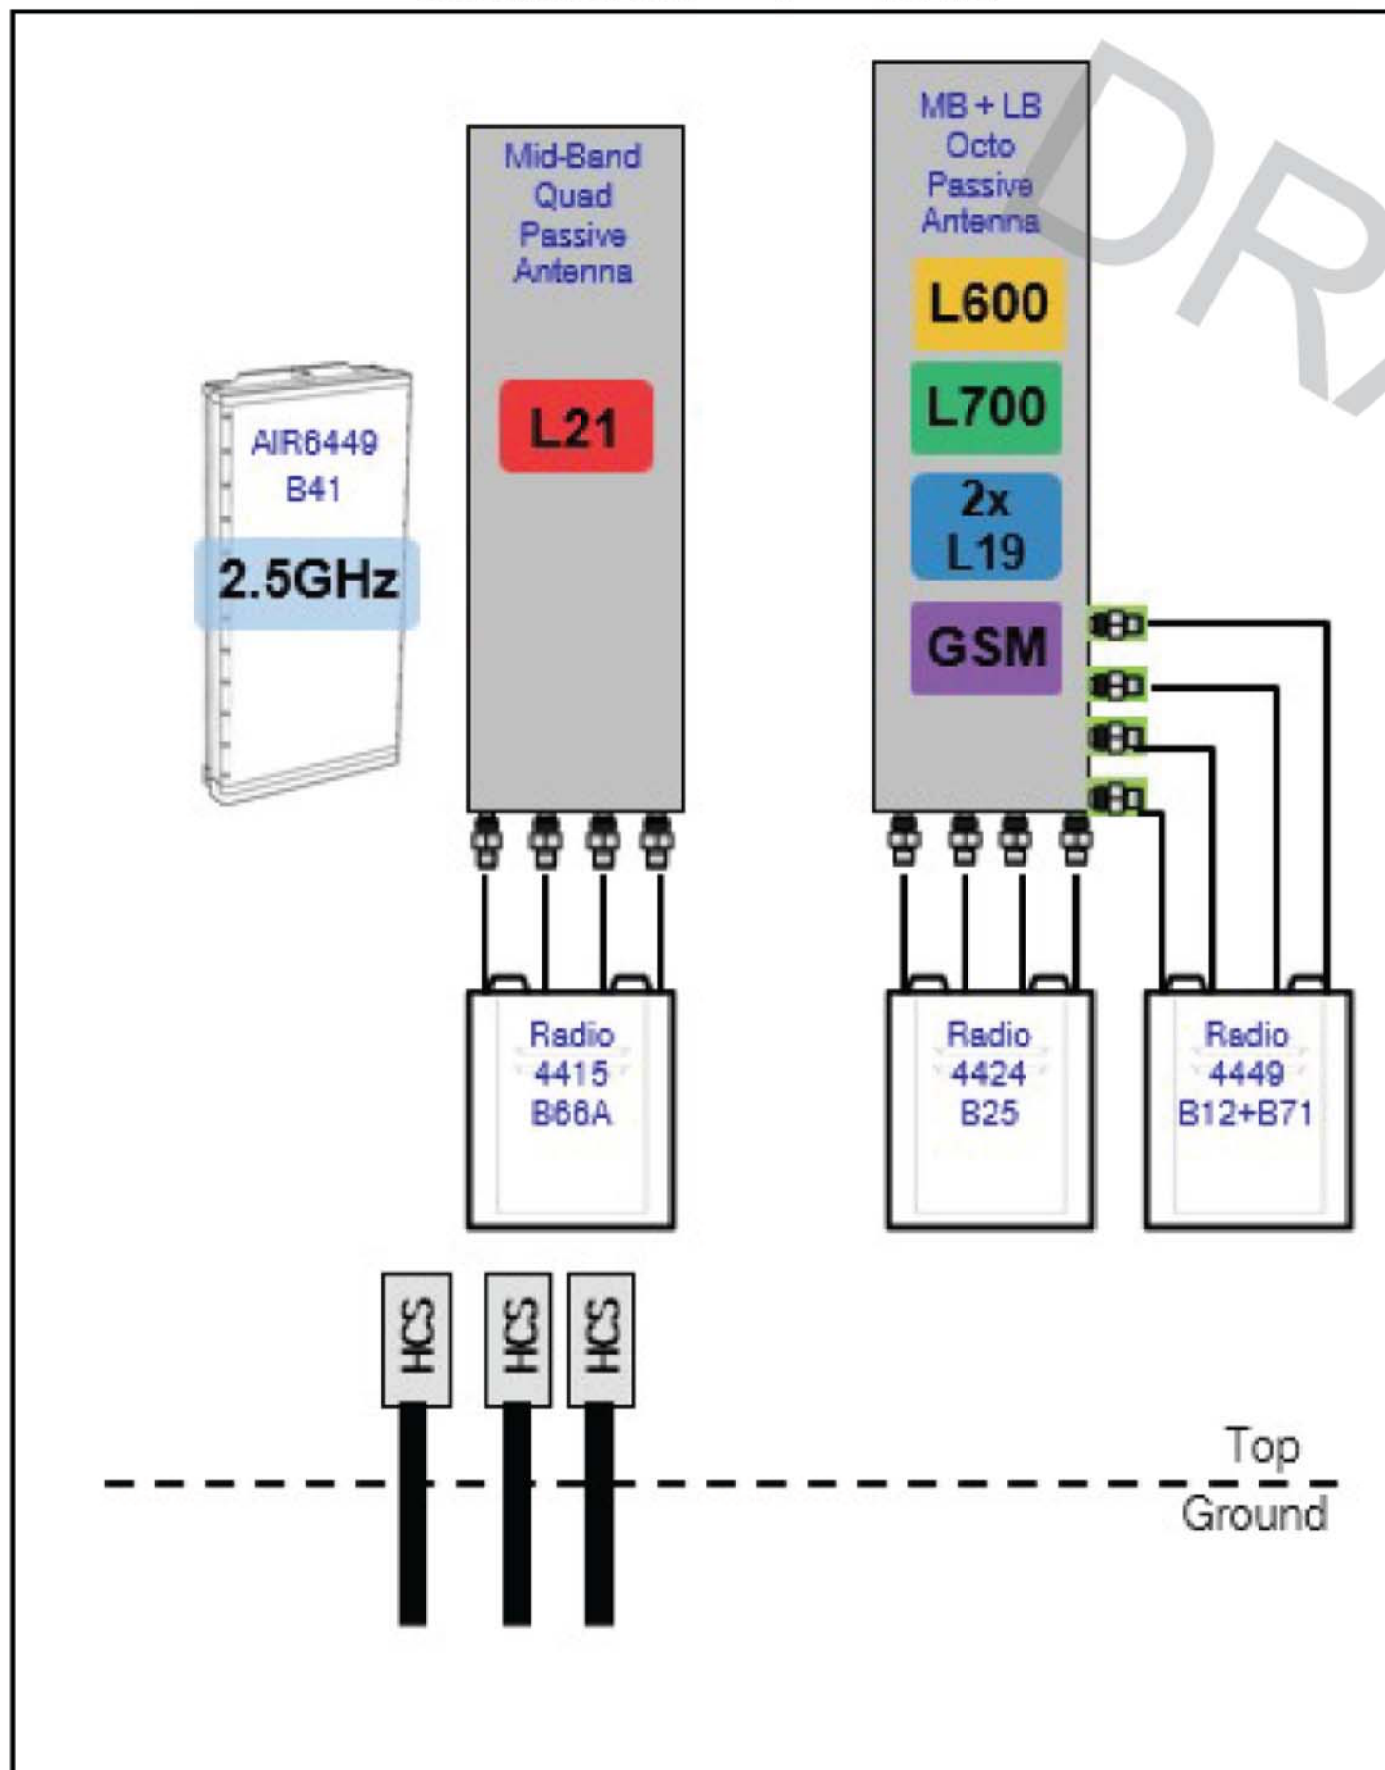 AIR6449
B41
2.5GHz
Mid-Band
Quad
Passive
Antenna
L21
MB + LB
Octo
Passive
Antenna
L600
L700
2x
L19
GSM
Radio
4415
B66A
Radio
4424
B25
Radio
4449
B12+B71
HCS
HCS
HCS
Top
Ground